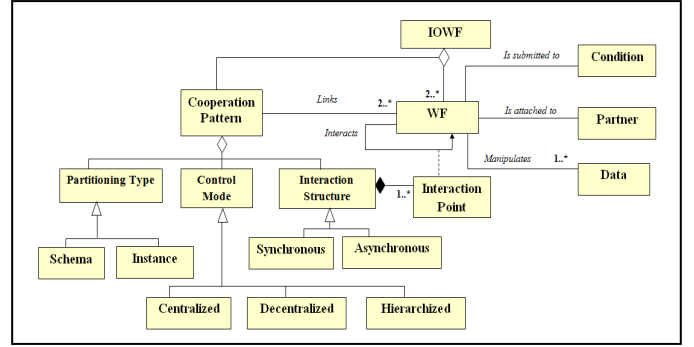 IOWF
Is submitted to
Condition
2..*
Cooperation
Pattern
Links
2..*
WF
Is attached to
Partner
Interacts
Manipulates
1..*
Data
Partitioning Type
Control
Mode
Interaction
Structure
1..*
Interaction
Point
Synchronous
Asynchronous
Schema
Instance
Centralized
Decentralized
Hierarchized